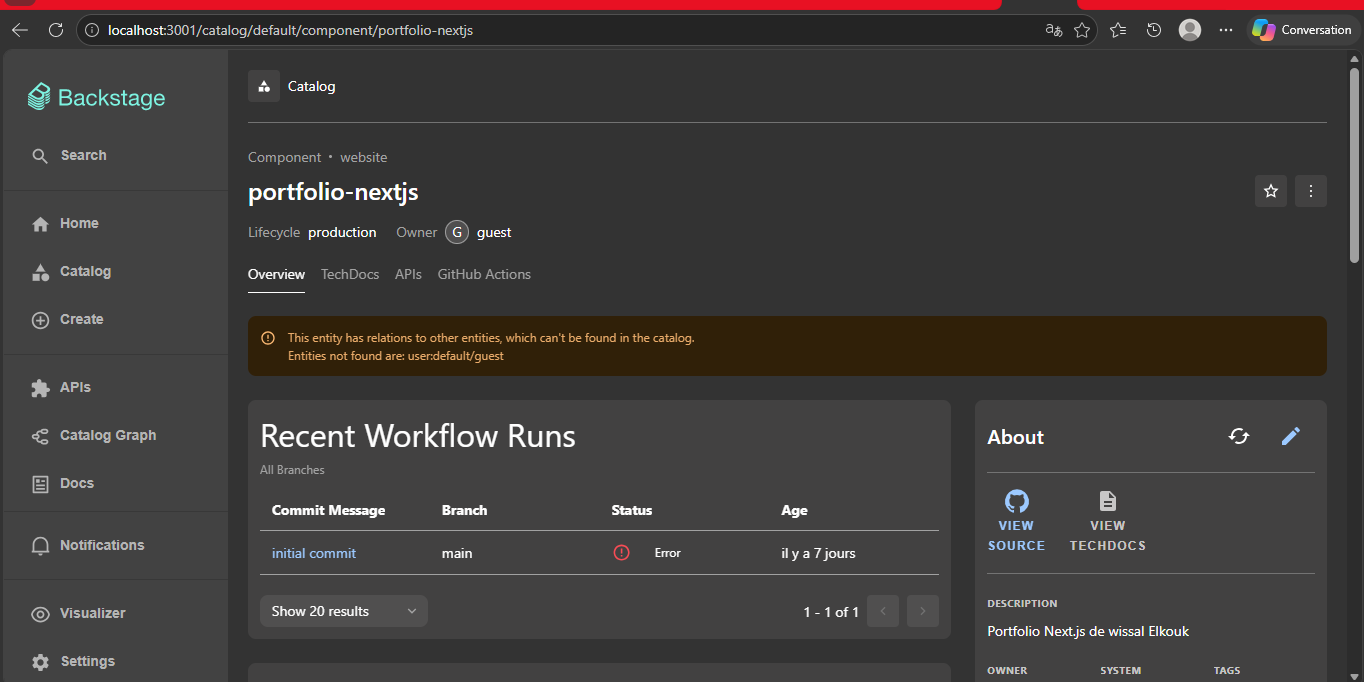 localhost:3001/catalog/default/component/portfolio-nextjs
Conversation
Backstage
Search
Home
Catalog
Create
APIs
Catalog Graph
Docs
Notifications
Visualizer
Settings
Catalog
Component • website
portfolio-nextjs
Lifecycle production Owner G guest
Overview TechDocs APIs GitHub Actions
This entity has relations to other entities, which can't be found in the catalog.
Entities not found are: user:default/guest
Recent Workflow Runs
All Branches
Commit Message Branch Status Age
initial commit main Error il y a 7 jours
Show 20 results 1 - 1 of 1
About
VIEW SOURCE
VIEW TECHDOCS
DESCRIPTION
Portfolio Next.js de wissal Elkouk
OWNER SYSTEM TAGS